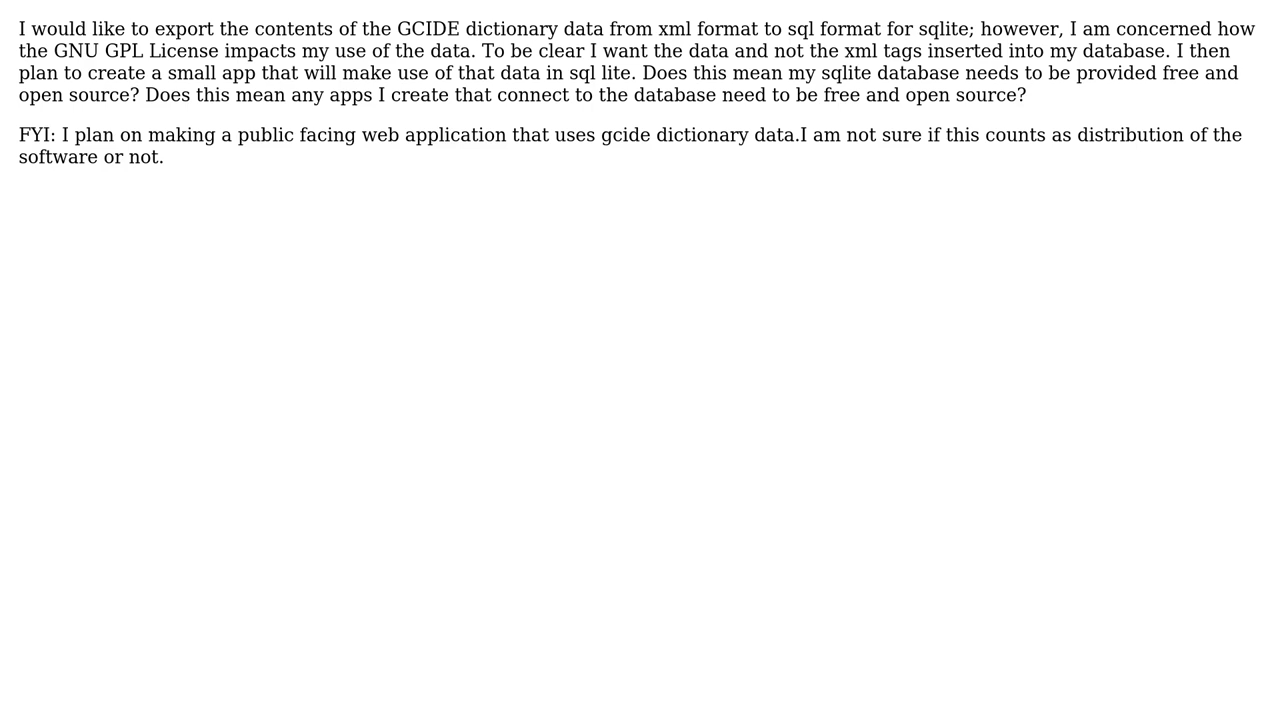 I would like to export the contents of the GCIDE dictionary data from xml format to sql format for sqlite; however, I am concerned how
the GNU GPL License impacts my use of the data. To be clear I want the data and not the xml tags inserted into my database. I then
plan to create a small app that will make use of that data in sql lite. Does this mean my sqlite database needs to be provided free and
open source? Does this mean any apps I create that connect to the database need to be free and open source?
FYI: I plan on making a public facing web application that uses gcide dictionary data.I am not sure if this counts as distribution of the
software or not.